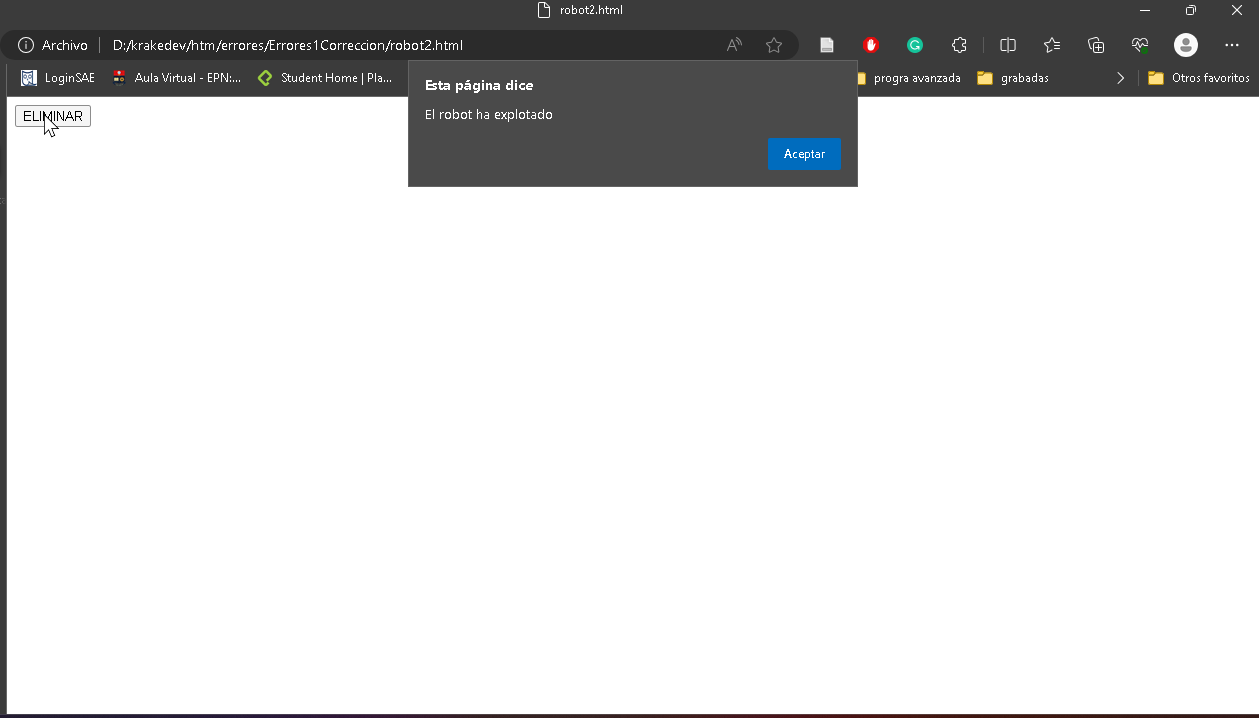 robot2.html
Archivo D:/krakedev/htm/errores/Errores1Correccion/robot2.html
LoginSAE Aula Virtual - EPN:... Student Home | Pla... progra avanzada grabadas Otros favoritos
Esta página dice
El robot ha explotado
Aceptar
ELIMINAR